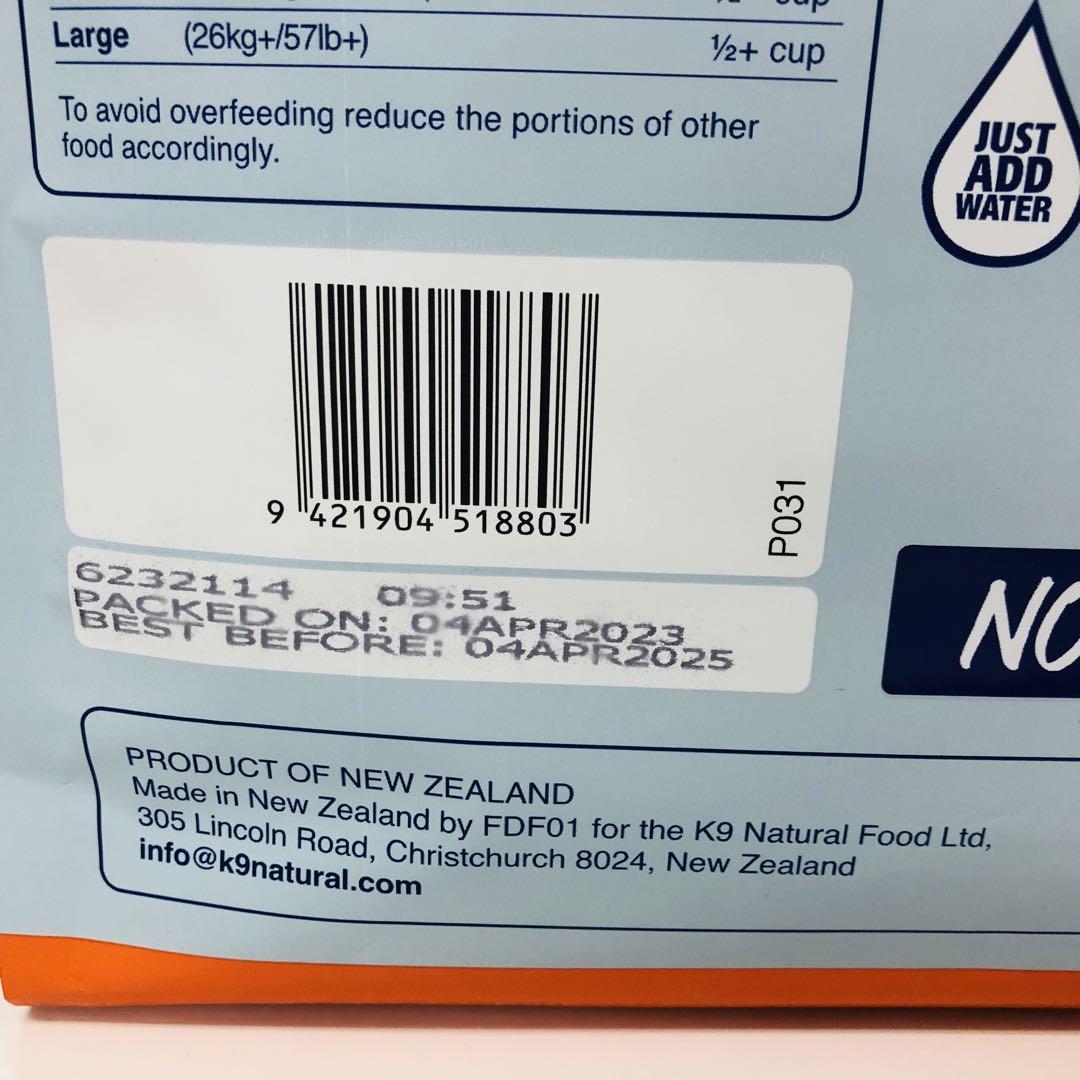 Large (26kg+/57lb+) ½+ cup
To avoid overfeeding reduce the portions of other
food accordingly.
JUST
ADD
WATER
9 421904 518803
P031
6232114 09:51
PACKED ON: 04APR2023
BEST BEFORE: 04APR2025
NO
PRODUCT OF NEW ZEALAND
Made in New Zealand by FDF01 for the K9 Natural Food Ltd,
305 Lincoln Road, Christchurch 8024, New Zealand
info@k9natural.com